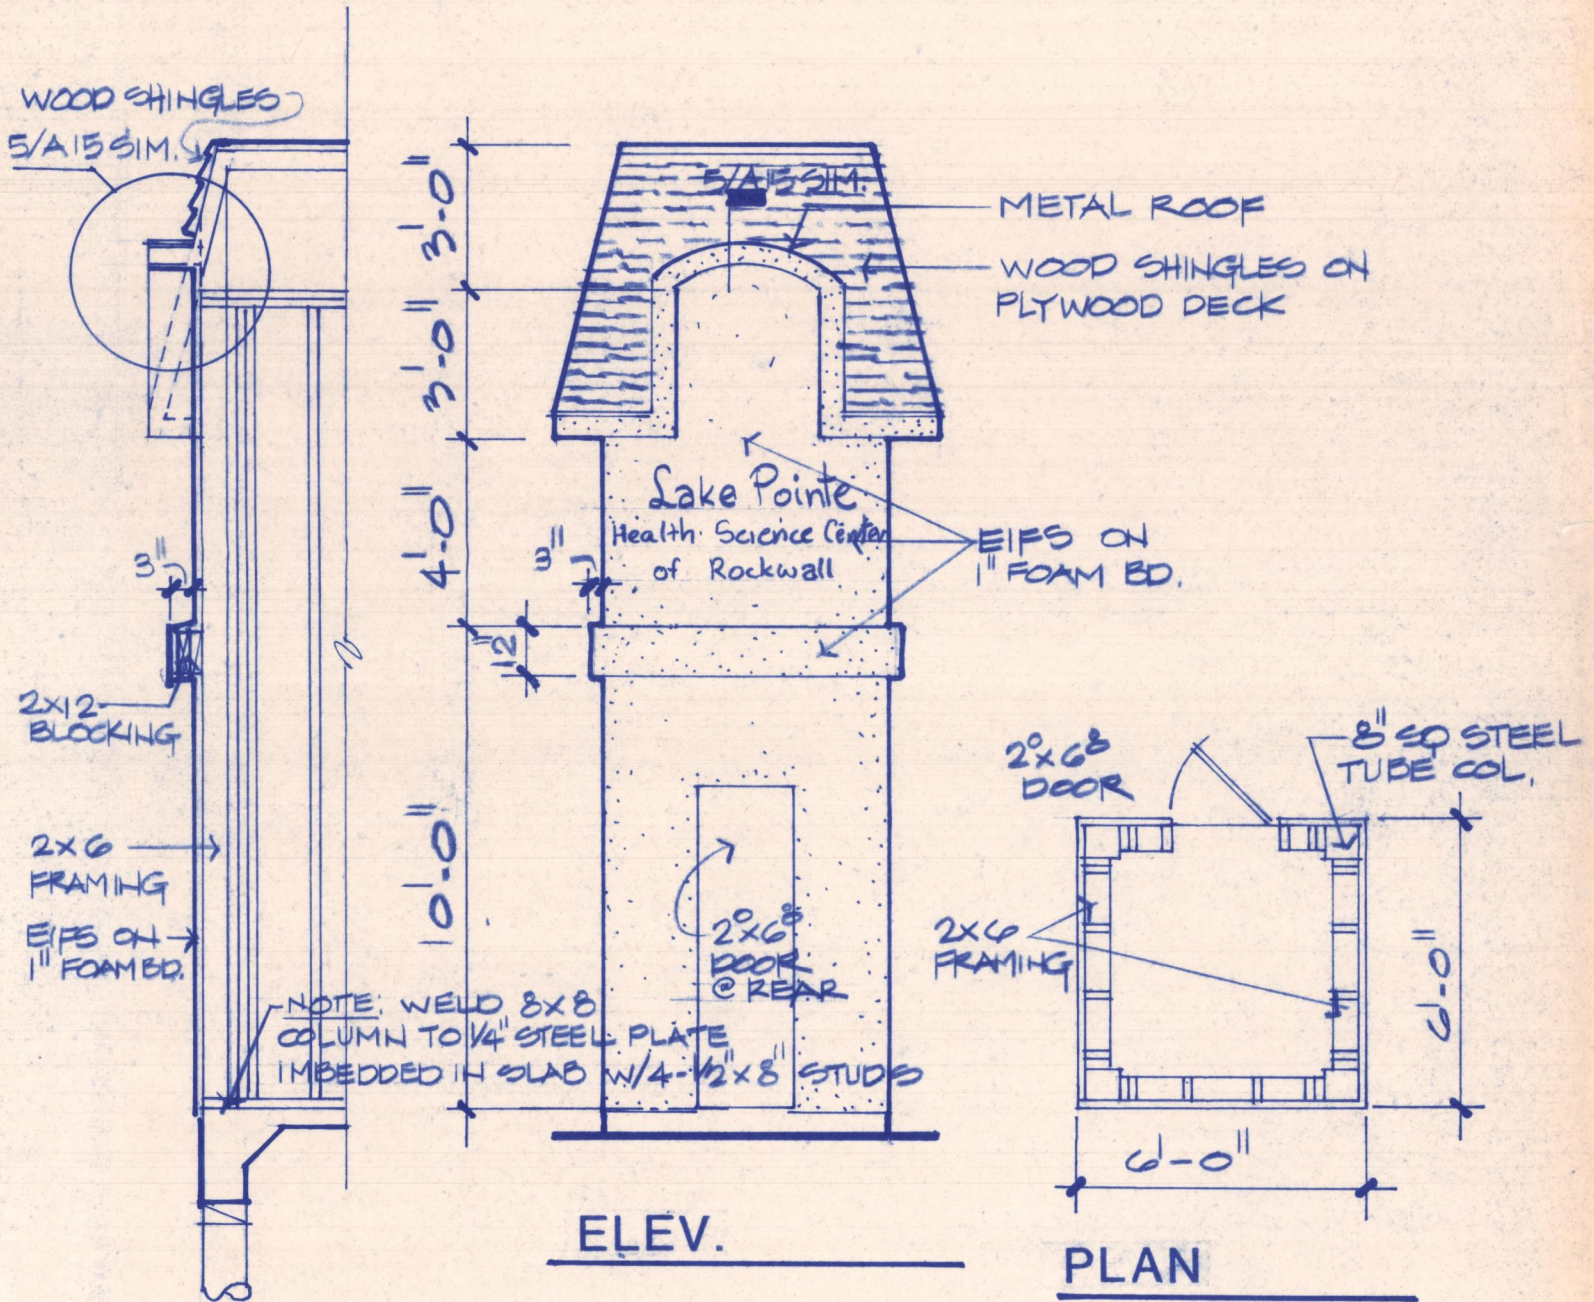 WOOD SHINGLES
5/A15 SIM.
3"
2x12
BLOCKING
2x6
FRAMING
EIFS ON
1" FOAM BD.
NOTE: WELD 8x8
COLUMN TO 1/4" STEEL PLATE
IMBEDDED IN SLAB W/4-1/2"x8" STUDS
3'-0"
3'-0"
4'-0"
10'-0"
5/A15 SIM.
METAL ROOF
WOOD SHINGLES ON
PLYWOOD DECK
Lake Pointe
Health Science Center
of Rockwall
3"
12"
EIFS ON
1" FOAM BD.
2⁰x6⁸
DOOR
@ REAR
ELEV.
2⁰x6⁸
DOOR
8" SQ STEEL
TUBE COL.
2x6
FRAMING
6'-0"
6'-0"
PLAN